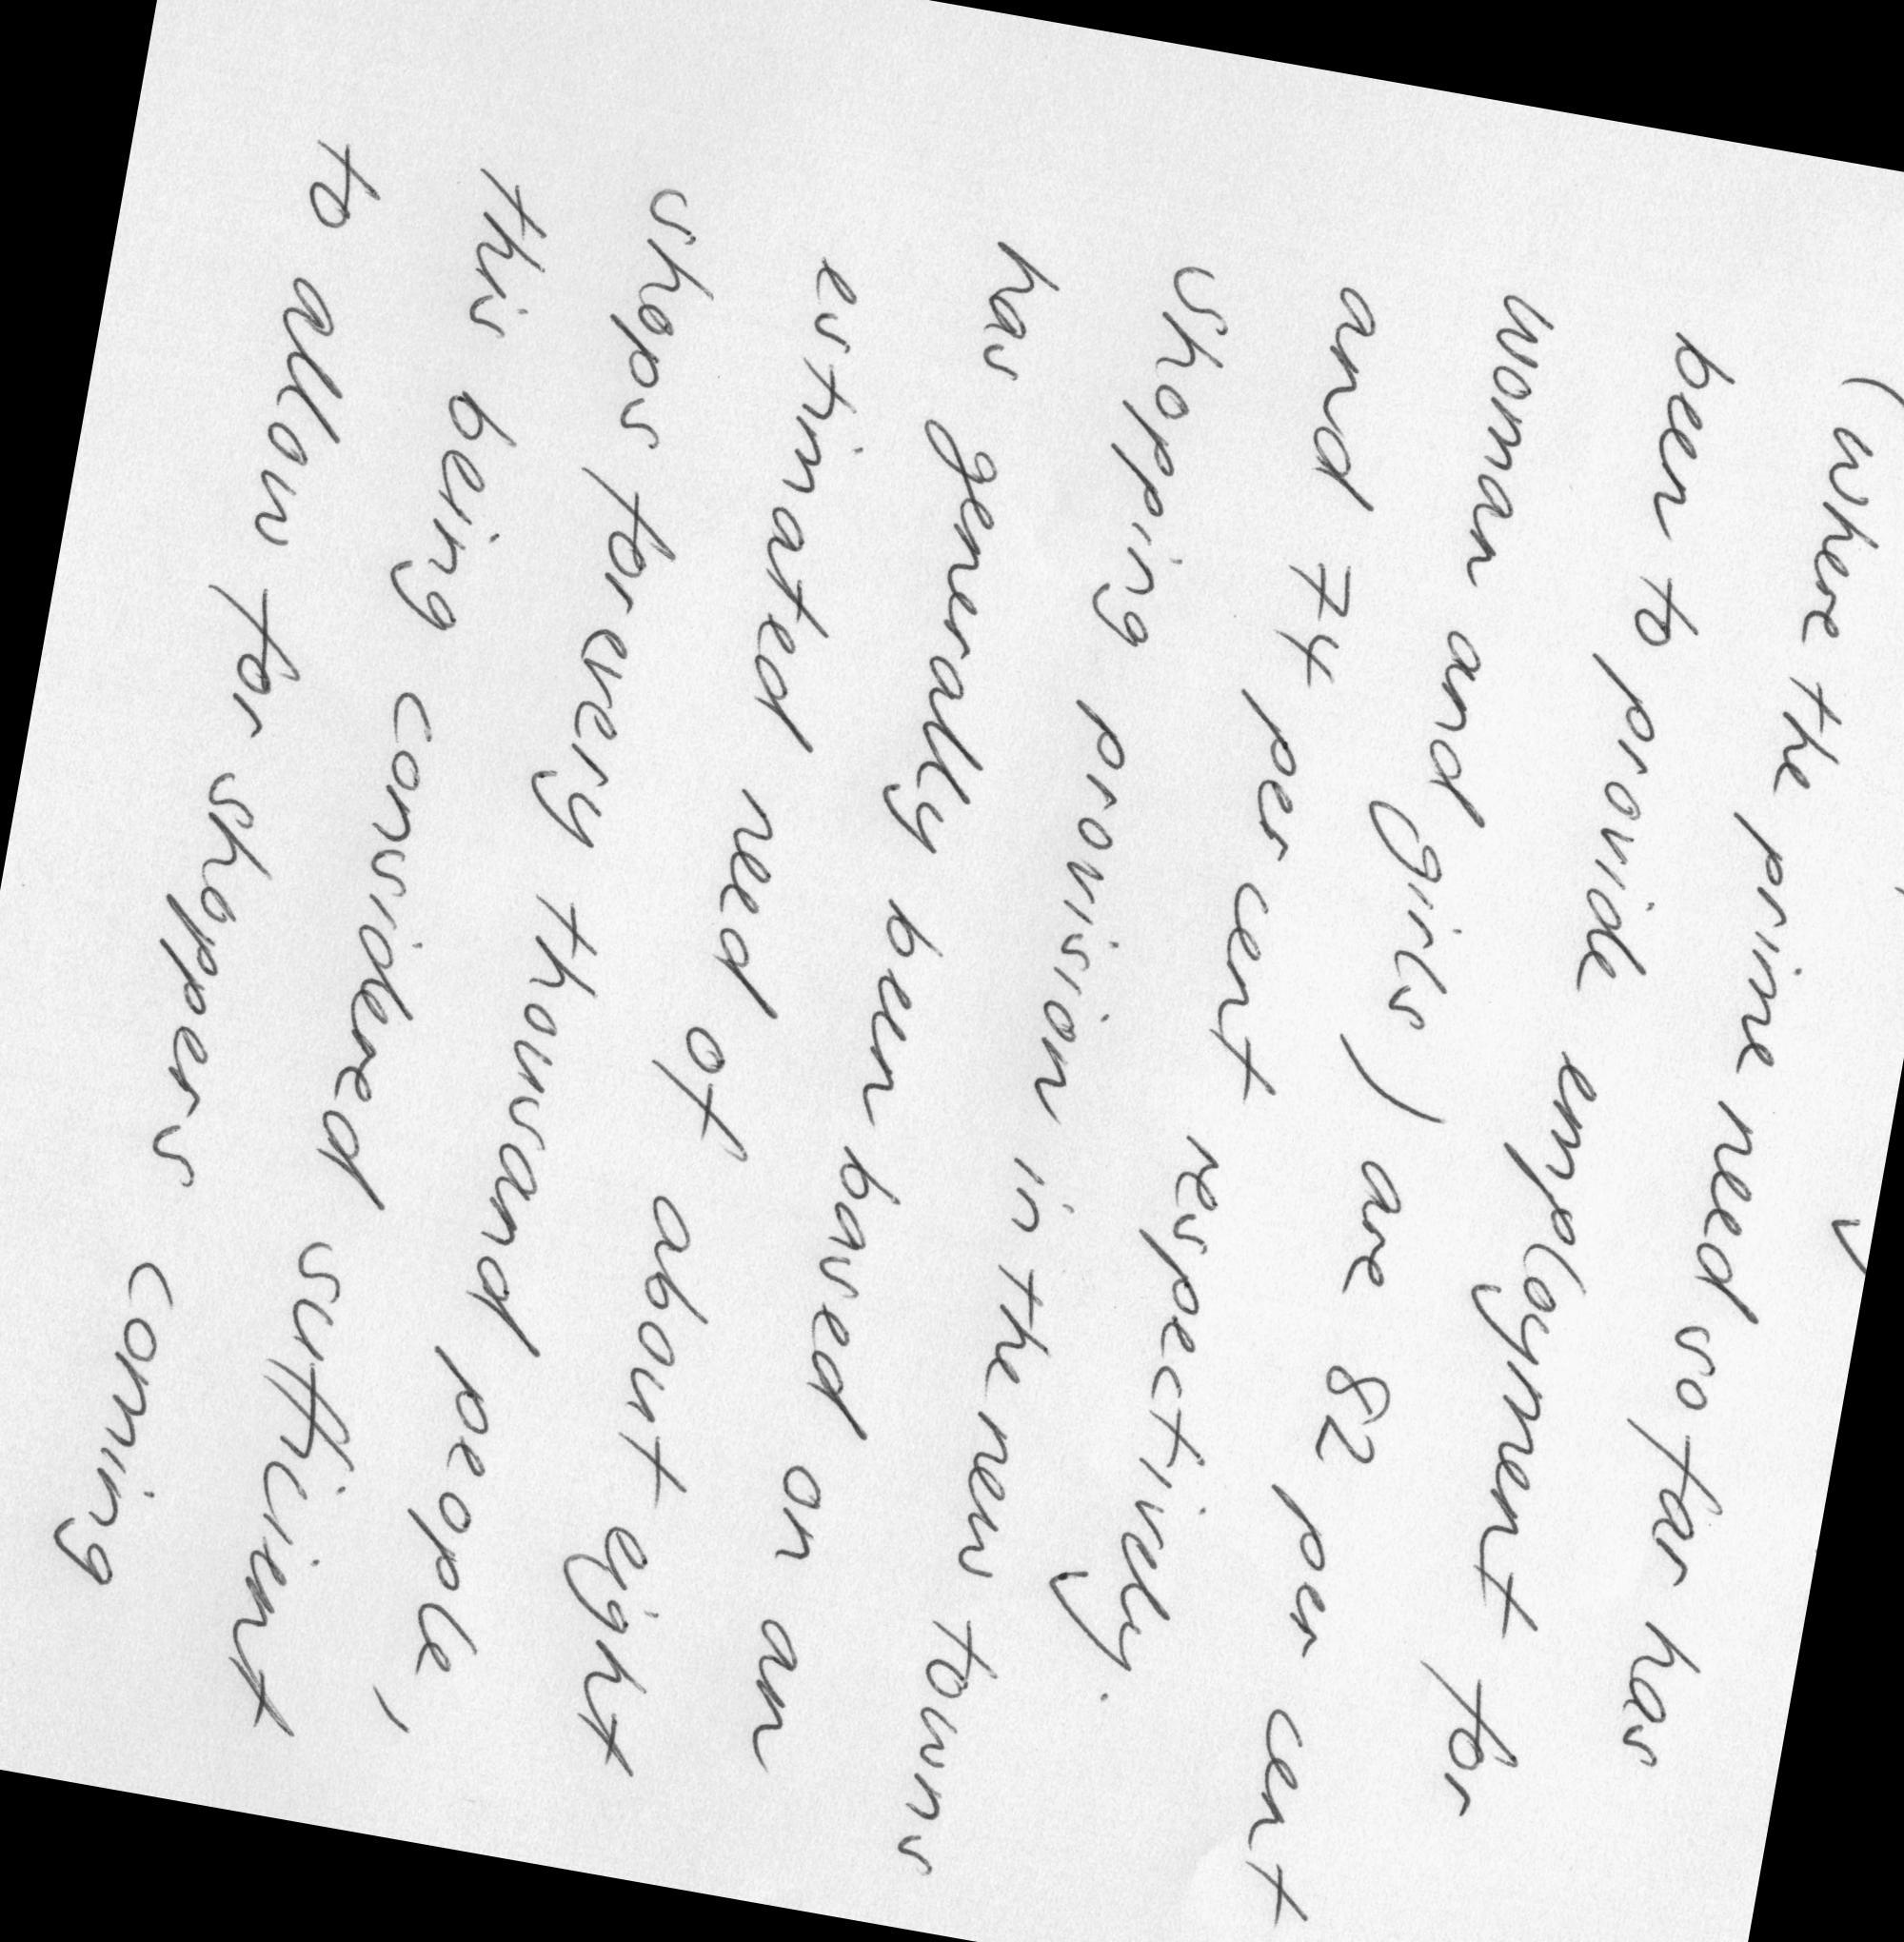 (where the prime need so far has
been to provide employment for
woman and girls) are 82 per cent
and 74 per cent respectively.
Shopping provision in the new towns
has generally been based on an
estimated need of about eight
shops for every thousand people,
this being considered sufficient
to allow for shoppers coming